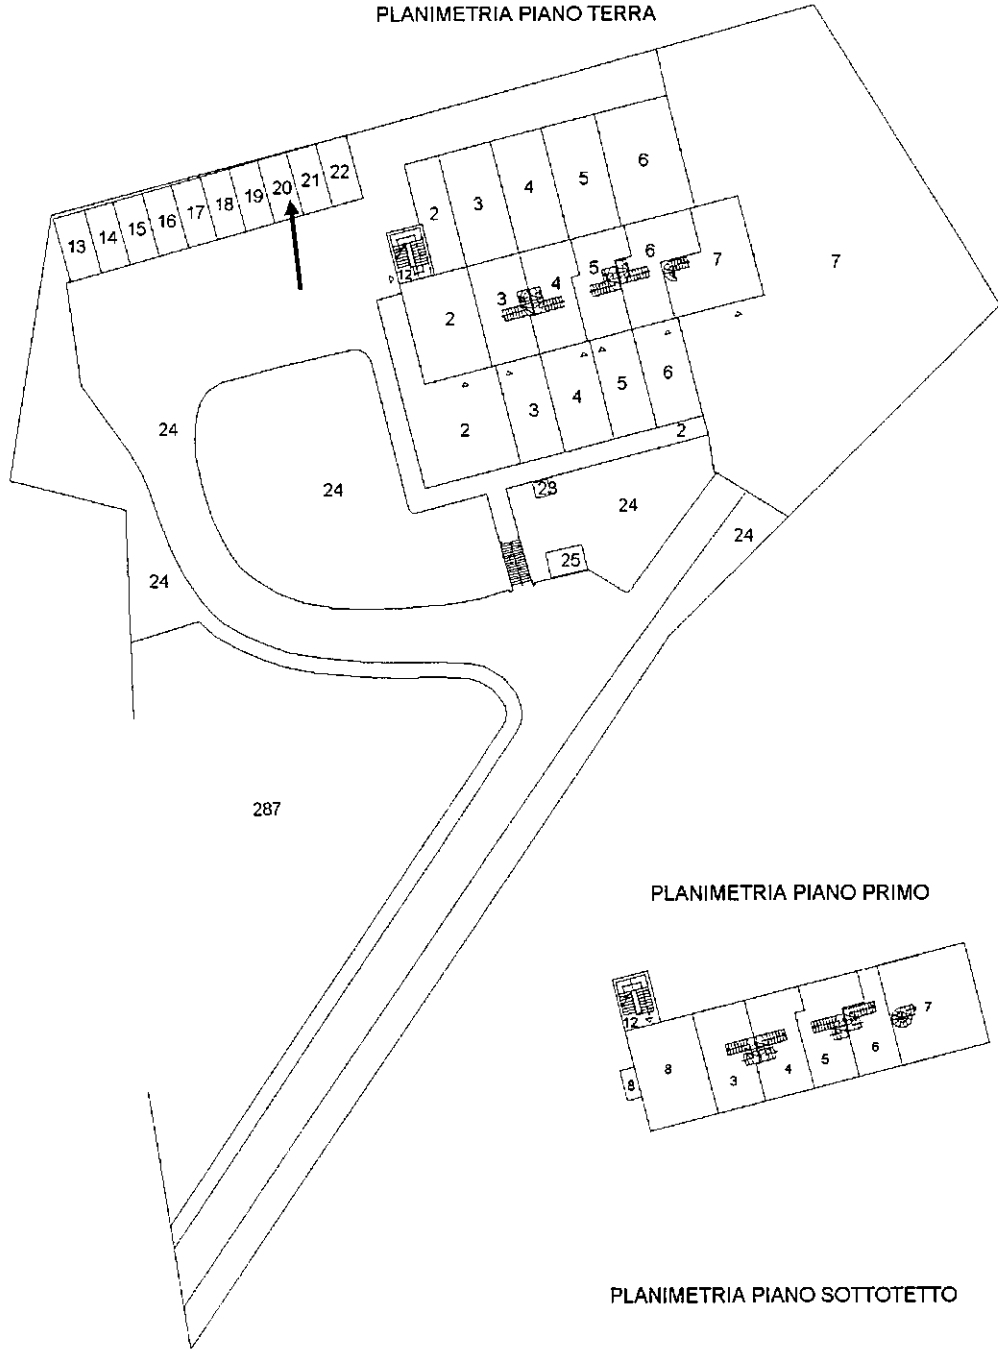 PLANIMETRIA PIANO TERRA
13 14 15 16 17 18 19 20 21 22
2 3 4 5 6
12
2 3 4 5 6 7
7
2 3 4 5 6
2
24
24
23
24
25
24
24
287
PLANIMETRIA PIANO PRIMO
12
8
8
3
4
5
6
7
PLANIMETRIA PIANO SOTTOTETTO